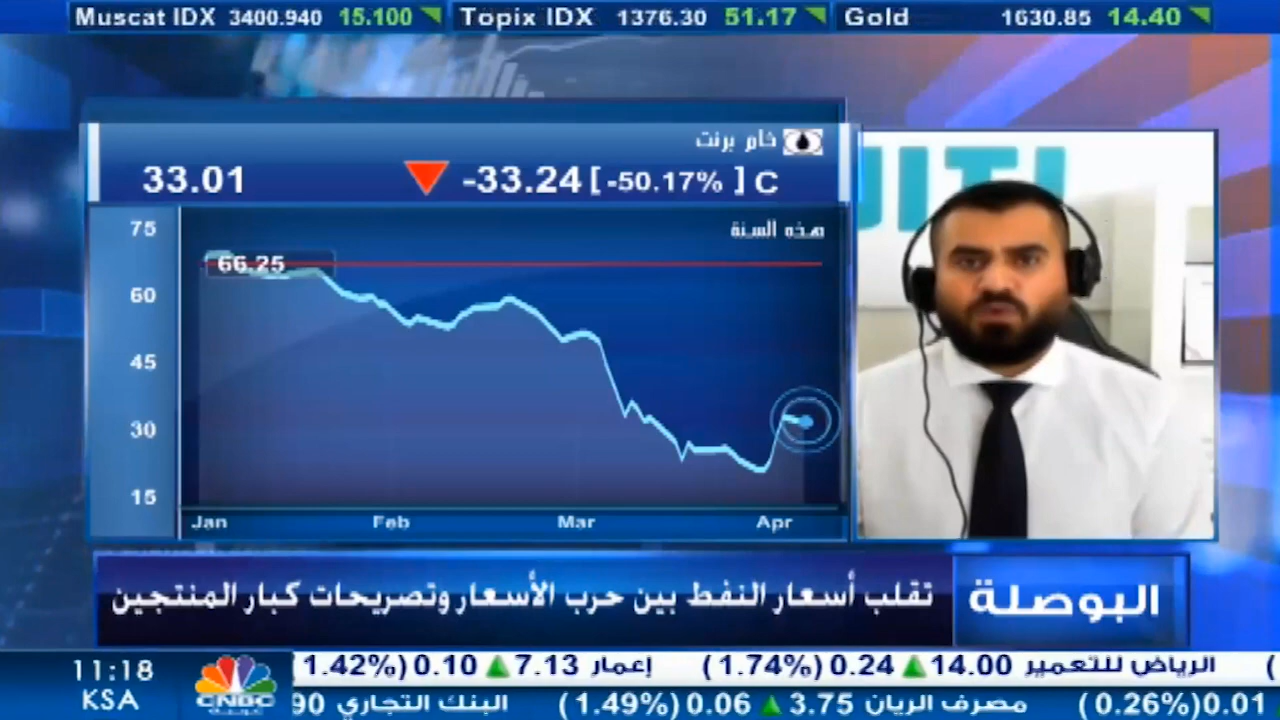 Muscat IDX 3400.940 15.100 Topix IDX 1376.30 51.17 Gold 1630.85 14.40
خام برنت
33.01 -33.24 [ -50.17% ] C
هذه السنة
75
66.25
60
45
30
15
Jan Feb Mar Apr
البوصلة
تقلب أسعار النفط بين حرب الأسعار وتصريحات كبار المنتجين
11:18
KSA
CNBC
عربية
الرياض للتعمير 14.00 0.24 (1.74%) إعمار 7.13 0.10 (1.42%)
0.01 (0.26%) مصرف الريان 3.75 0.06 (1.49%) البنك التجاري 90